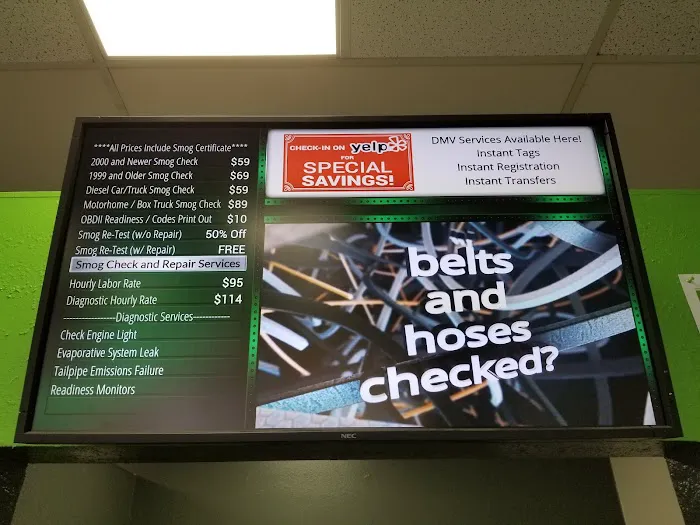 ****All Prices Include Smog Certificate****
2000 and Newer Smog Check $59
1999 and Older Smog Check $69
Diesel Car/Truck Smog Check $59
Motorhome / Box Truck Smog Check $89
OBDII Readiness / Codes Print Out $10
Smog Re-Test (w/o Repair) 50% Off
Smog Re-Test (w/ Repair) FREE
Smog Check and Repair Services
Hourly Labor Rate $95
Diagnostic Hourly Rate $114
-------------Diagnostic Services------------
Check Engine Light
Evaporative System Leak
Tailpipe Emissions Failure
Readiness Monitors
CHECK-IN ON yelp
FOR
SPECIAL
SAVINGS!
DMV Services Available Here!
Instant Tags
Instant Registration
Instant Transfers
belts
and
hoses
checked?
NEC